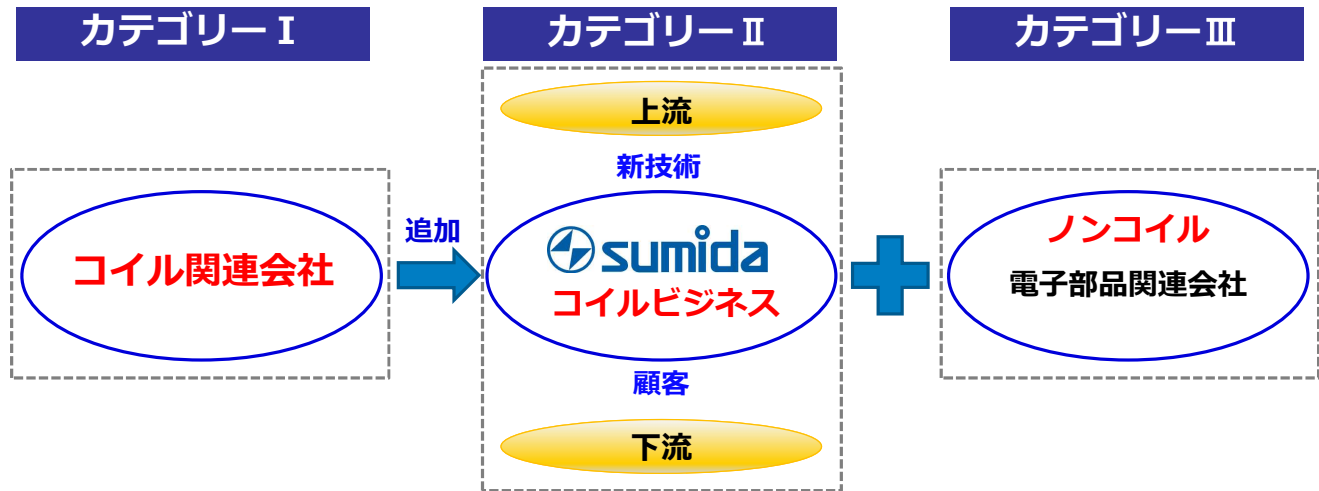 カテゴリーⅠ
カテゴリーⅡ
カテゴリーⅢ
コイル関連会社
追加
上流
新技術
sumida
コイルビジネス
顧客
下流
ノンコイル
電子部品関連会社